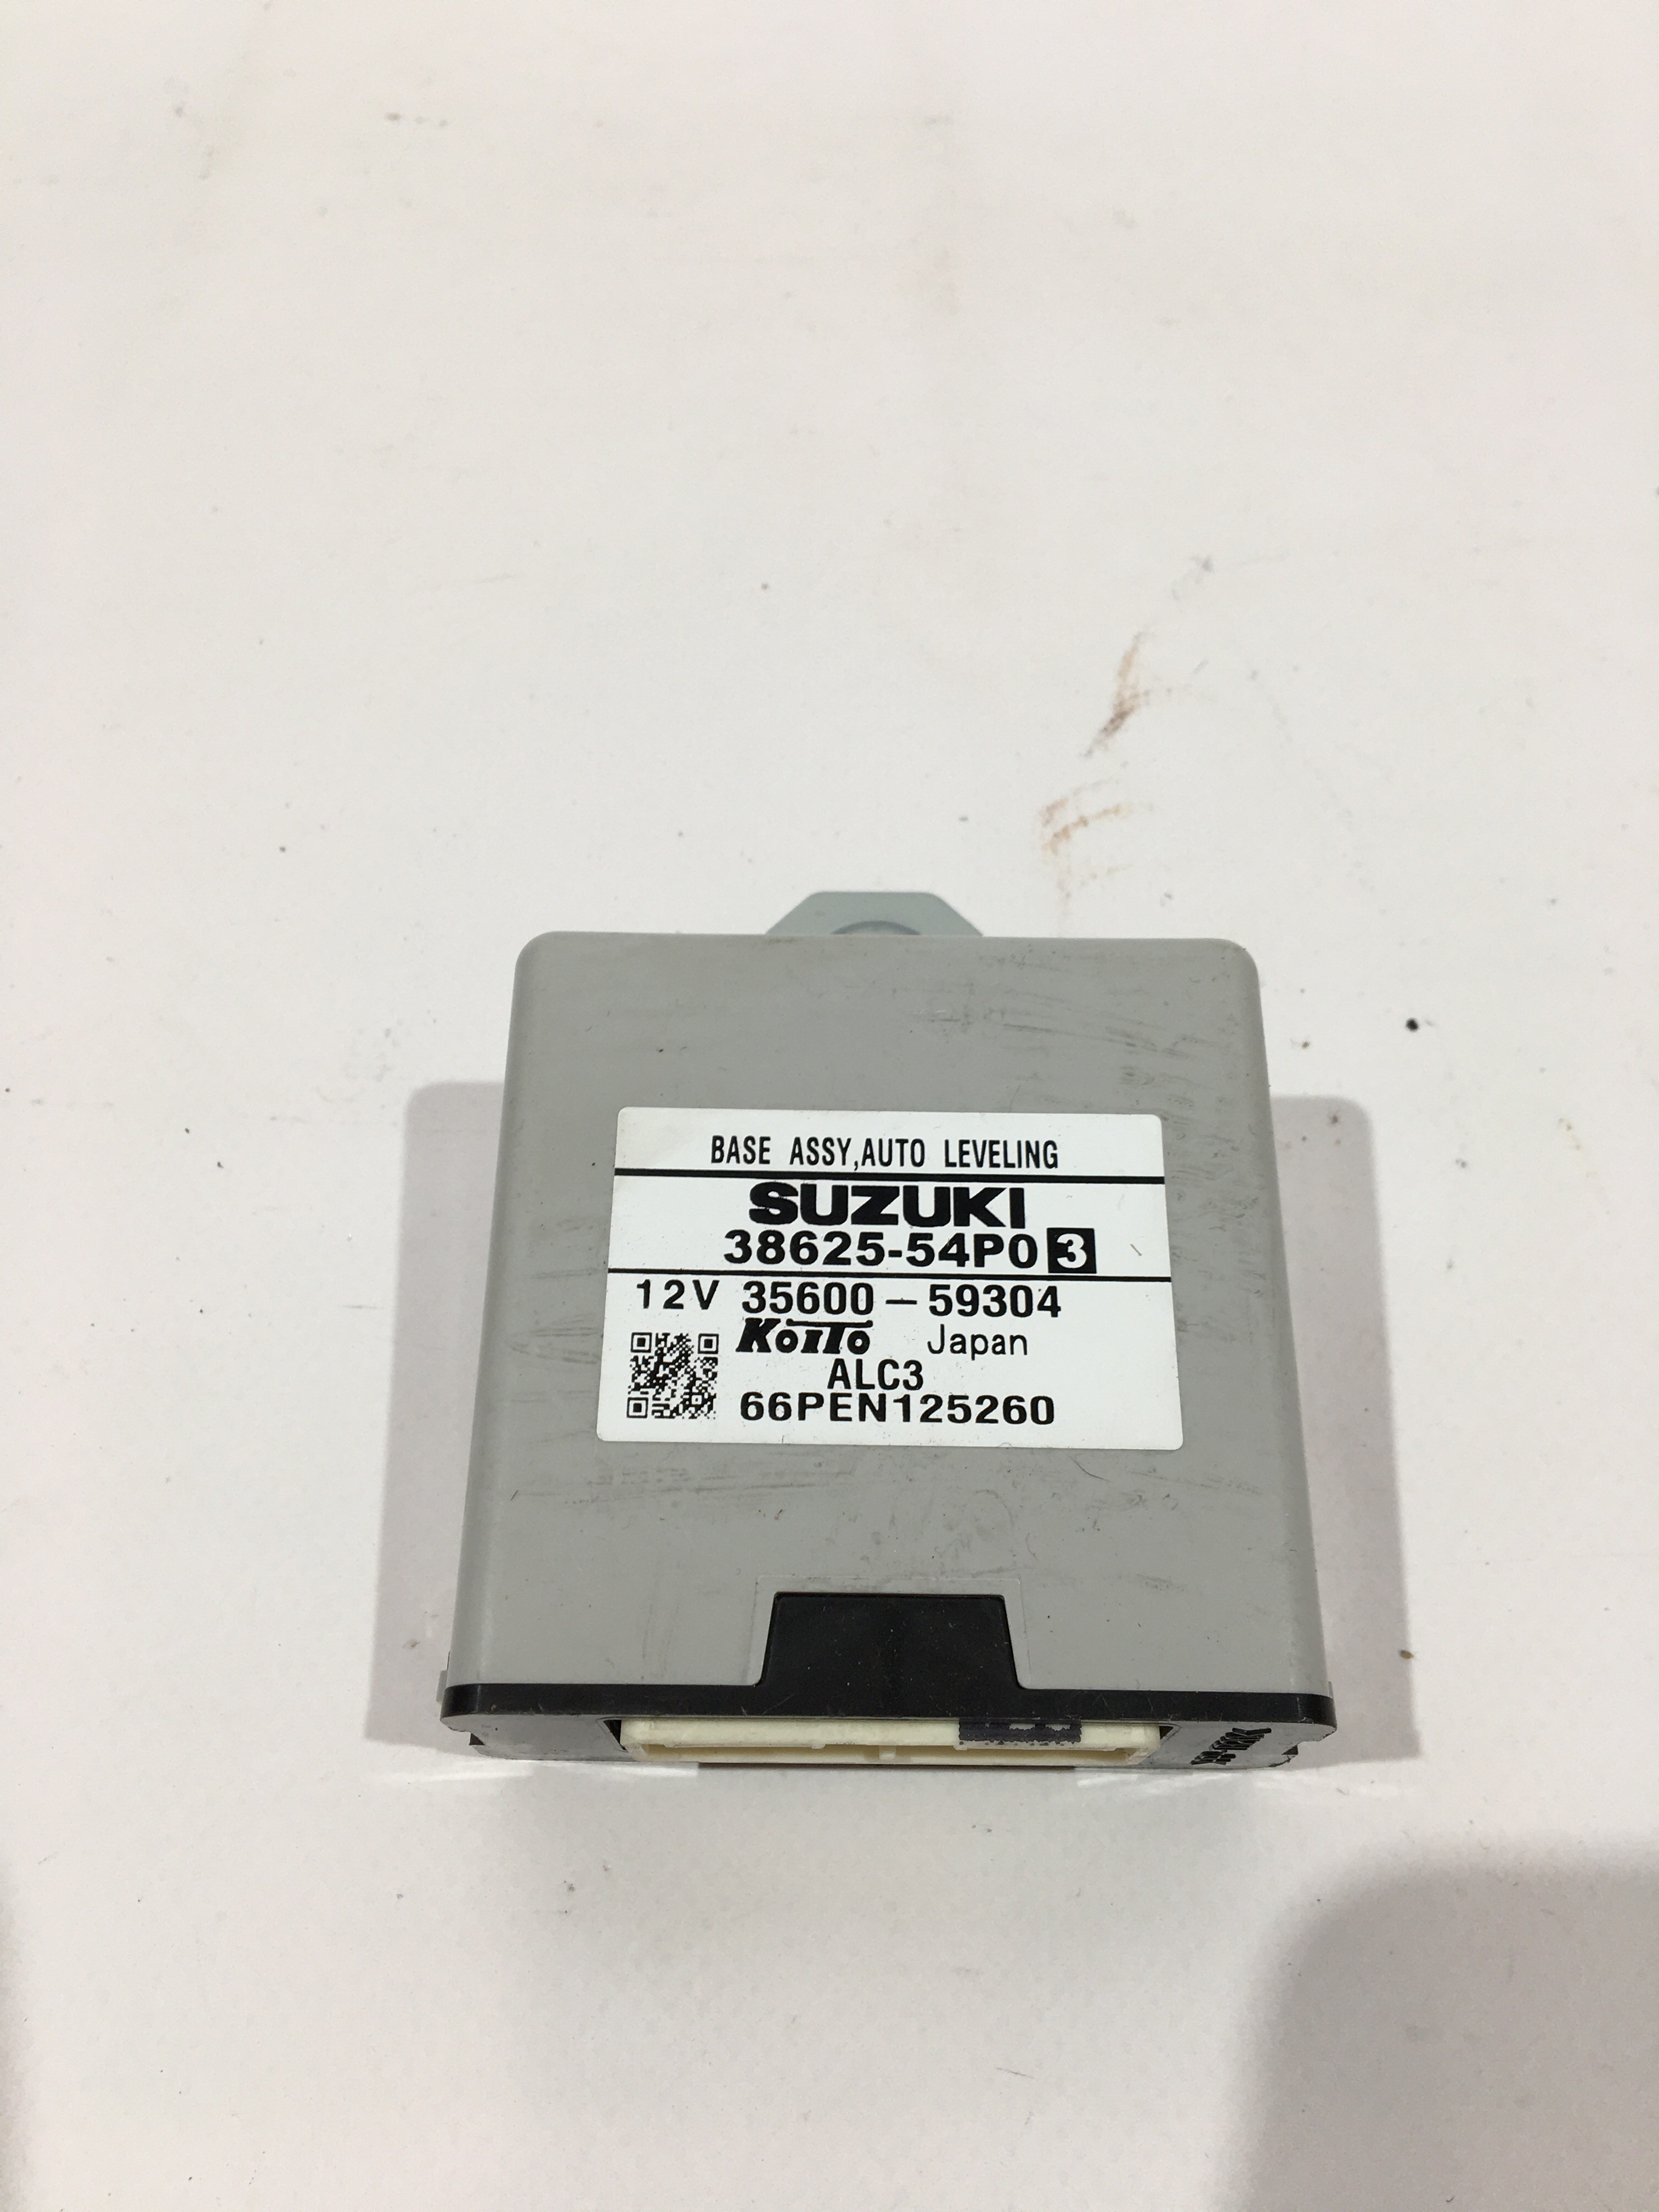 BASE ASSY,AUTO LEVELING
SUZUKI
38625-54P0 3
12V 35600-59304
KOITO Japan
ALC3
66PEN125260